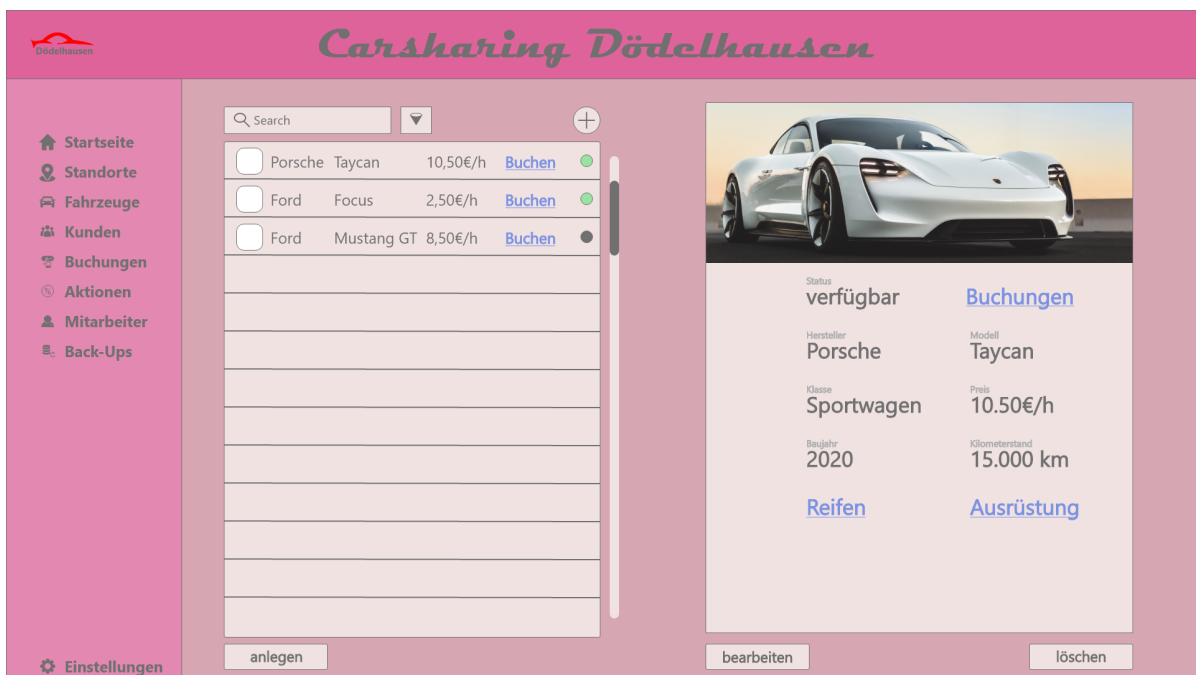 Dödelhausen
Carsharing Dödelhausen
Startseite
Standorte
Fahrzeuge
Kunden
Buchungen
Aktionen
Mitarbeiter
Back-Ups
Einstellungen
Search
Porsche Taycan 10,50€/h Buchen
Ford Focus 2,50€/h Buchen
Ford Mustang GT 8,50€/h Buchen
anlegen
Status
verfügbar Buchungen
Hersteller Modell
Porsche Taycan
Klasse Preis
Sportwagen 10.50€/h
Baujahr Kilometerstand
2020 15.000 km
Reifen Ausrüstung
bearbeiten löschen